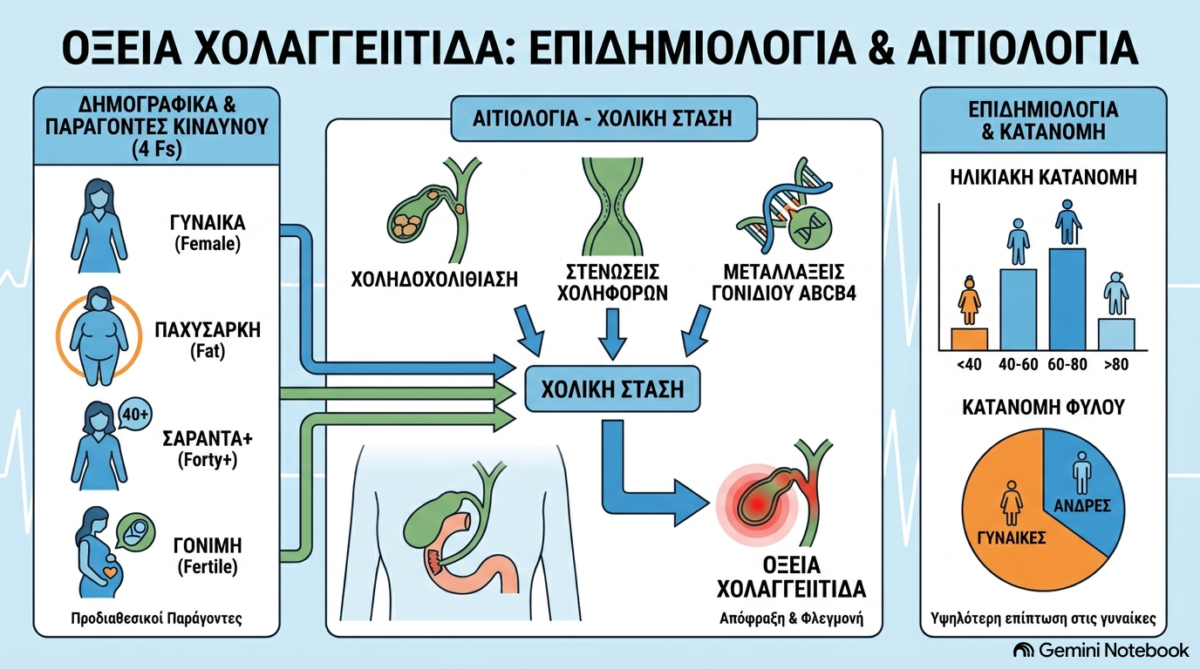 ΟΞΕΙΑ ΧΟΛΑΓΓΕΙΙΤΙΔΑ: ΕΠΙΔΗΜΙΟΛΟΓΙΑ & ΑΙΤΙΟΛΟΓΙΑ
ΔΗΜΟΓΡΑΦΙΚΑ &
ΠΑΡΑΓΟΝΤΕΣ ΚΙΝΔΥΝΟΥ
(4 Fs)
ΓΥΝΑΙΚΑ
(Female)
ΠΑΧΥΣΑΡΚΗ
(Fat)
40+
ΣΑΡΑΝΤΑ+
(Forty+)
ΓΟΝΙΜΗ
(Fertile)
Προδιαθεσικοί Παράγοντες
ΑΙΤΙΟΛΟΓΙΑ - ΧΟΛΙΚΗ ΣΤΑΣΗ
ΧΟΛΗΔΟΧΟΛΙΘΙΑΣΗ
ΣΤΕΝΩΣΕΙΣ
ΧΟΛΗΦΟΡΩΝ
ΜΕΤΑΛΛΑΞΕΙΣ
ΓΟΝΙΔΙΟΥ ABCB4
ΧΟΛΙΚΗ ΣΤΑΣΗ
ΟΞΕΙΑ
ΧΟΛΑΓΓΕΙΙΤΙΔΑ
Απόφραξη & Φλεγμονή
ΕΠΙΔΗΜΙΟΛΟΓΙΑ
& ΚΑΤΑΝΟΜΗ
ΗΛΙΚΙΑΚΗ ΚΑΤΑΝΟΜΗ
<40 40-60 60-80 >80
ΚΑΤΑΝΟΜΗ ΦΥΛΟΥ
ΑΝΔΡΕΣ
ΓΥΝΑΙΚΕΣ
Υψηλότερη επίπτωση στις γυναίκες
Gemini Notebook